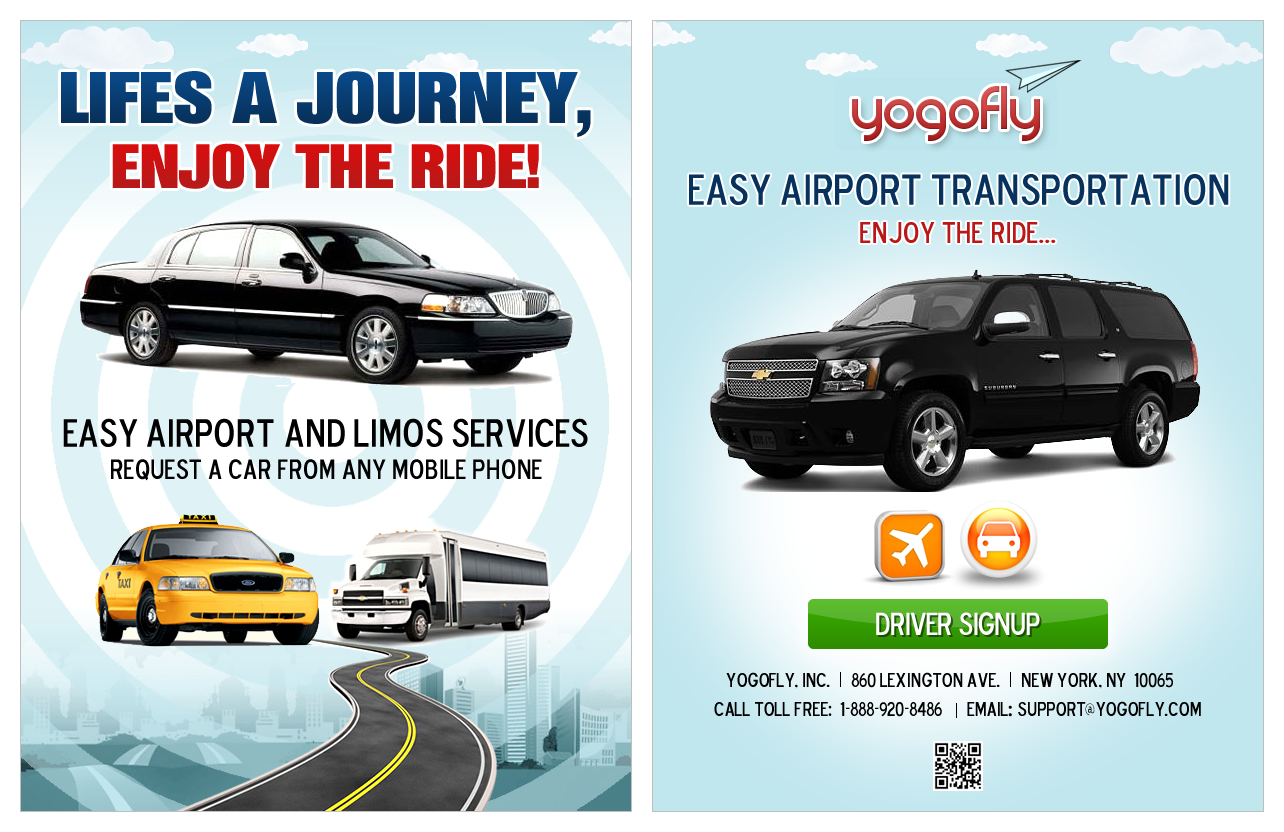 LIFES A JOURNEY,
ENJOY THE RIDE!
EASY AIRPORT AND LIMOS SERVICES
REQUEST A CAR FROM ANY MOBILE PHONE
TAXI
TAXI
yogofly
EASY AIRPORT TRANSPORTATION
ENJOY THE RIDE...
SUBURBAN
DRIVER SIGNUP
YOGOFLY, INC. | 860 LEXINGTON AVE. | NEW YORK, NY 10065
CALL TOLL FREE: 1-888-920-8486 | EMAIL: SUPPORT@YOGOFLY.COM